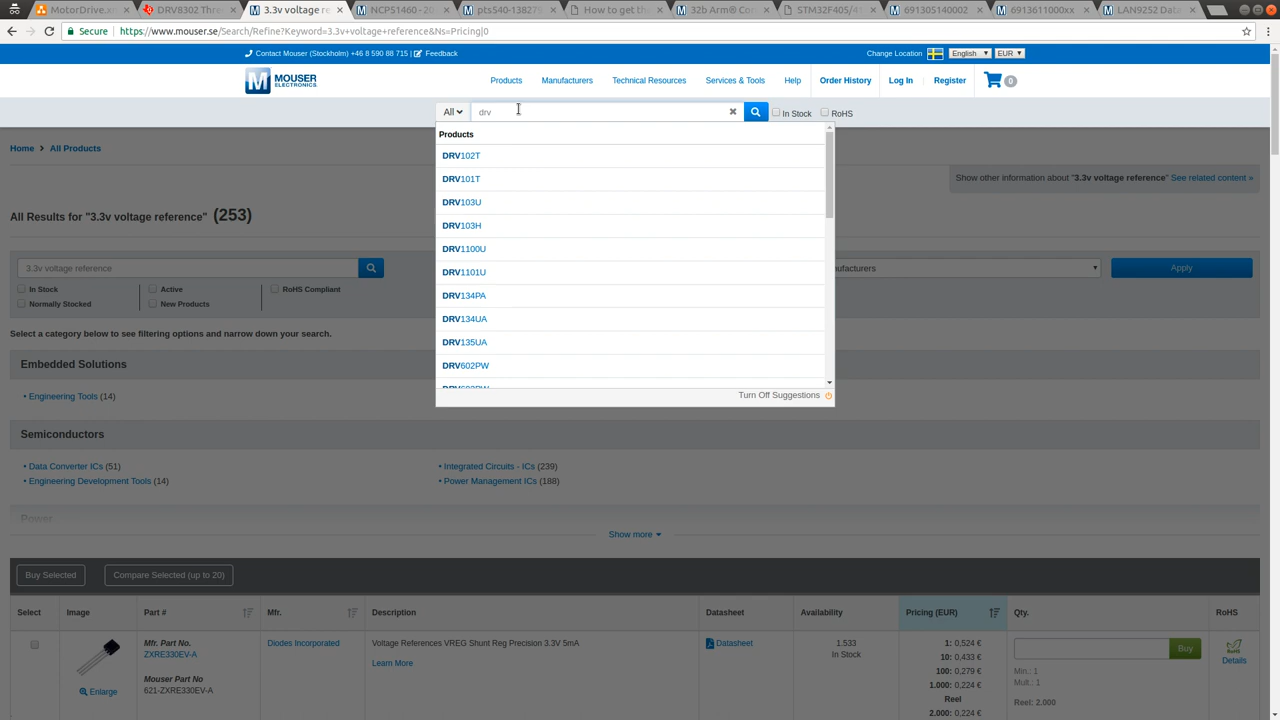 MotorDrive.x
DRV8302 Thre
3.3v voltage re
NCP51460 - 20
pts540-13827
How to get th
32b Arm® Co
STM32F405/4
691305140002
6913611000xx
LAN9252 Dat
Secure
https://www.mouser.se/Search/Refine?Keyword=3.3v+voltage+reference&Ns=Pricing|0
Contact Mouser (Stockholm) +46 8 590 88 715 | Feedback
Change Location
English
EUR
M MOUSER ELECTRONICS
Products
Manufacturers
Technical Resources
Services & Tools
Help
Order History
Log In
Register
0
All
drv
In Stock
RoHS
Products
DRV102T
DRV101T
DRV103U
DRV103H
DRV1100U
DRV1101U
DRV134PA
DRV134UA
DRV135UA
DRV602PW
Turn Off Suggestions
Home
All Products
Show other information about "3.3v voltage reference" See related content »
All Results for "3.3v voltage reference" (253)
3.3v voltage reference
ufacturers
Apply
In Stock
Active
RoHS Compliant
Normally Stocked
New Products
Select a category below to see filtering options and narrow down your search.
Embedded Solutions
• Engineering Tools (14)
Semiconductors
• Data Converter ICs (51)
• Integrated Circuits - ICs (239)
• Engineering Development Tools (14)
• Power Management ICs (188)
Power
Show more
Buy Selected
Compare Selected (up to 20)
Select
Image
Part #
Mfr.
Description
Datasheet
Availability
Pricing (EUR)
Qty.
RoHS
Enlarge
Mfr. Part No.
ZXRE330EV-A
Mouser Part No
621-ZXRE330EV-A
Diodes Incorporated
Voltage References VREG Shunt Reg Precision 3.3V 5mA
Learn More
Datasheet
1.533
In Stock
1: 0,524 €
10: 0,433 €
100: 0,279 €
1.000: 0,224 €
Reel
2.000: 0,224 €
Buy
Min.: 1
Mult.: 1
Reel: 2.000
RoHS
Details